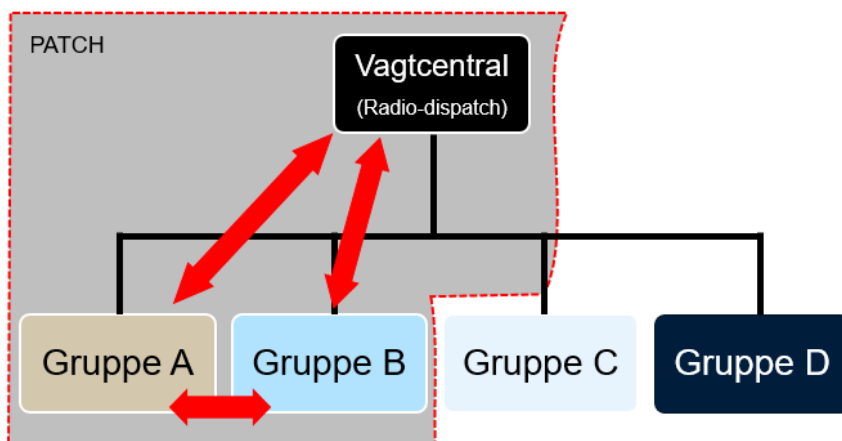 PATCH
Vagtcentral
(Radio-dispatch)
Gruppe A
Gruppe B
Gruppe C
Gruppe D